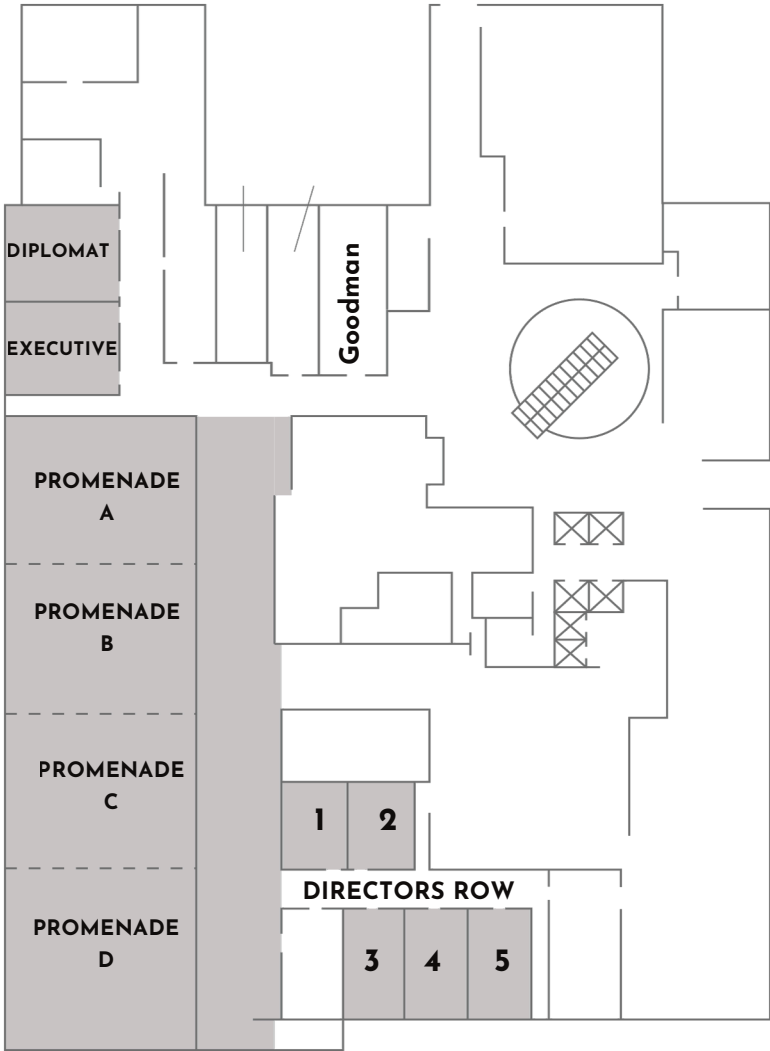 DIPLOMAT
EXECUTIVE
Goodman
PROMENADE
A
PROMENADE
B
PROMENADE
C
PROMENADE
D
1
2
DIRECTORS ROW
3
4
5